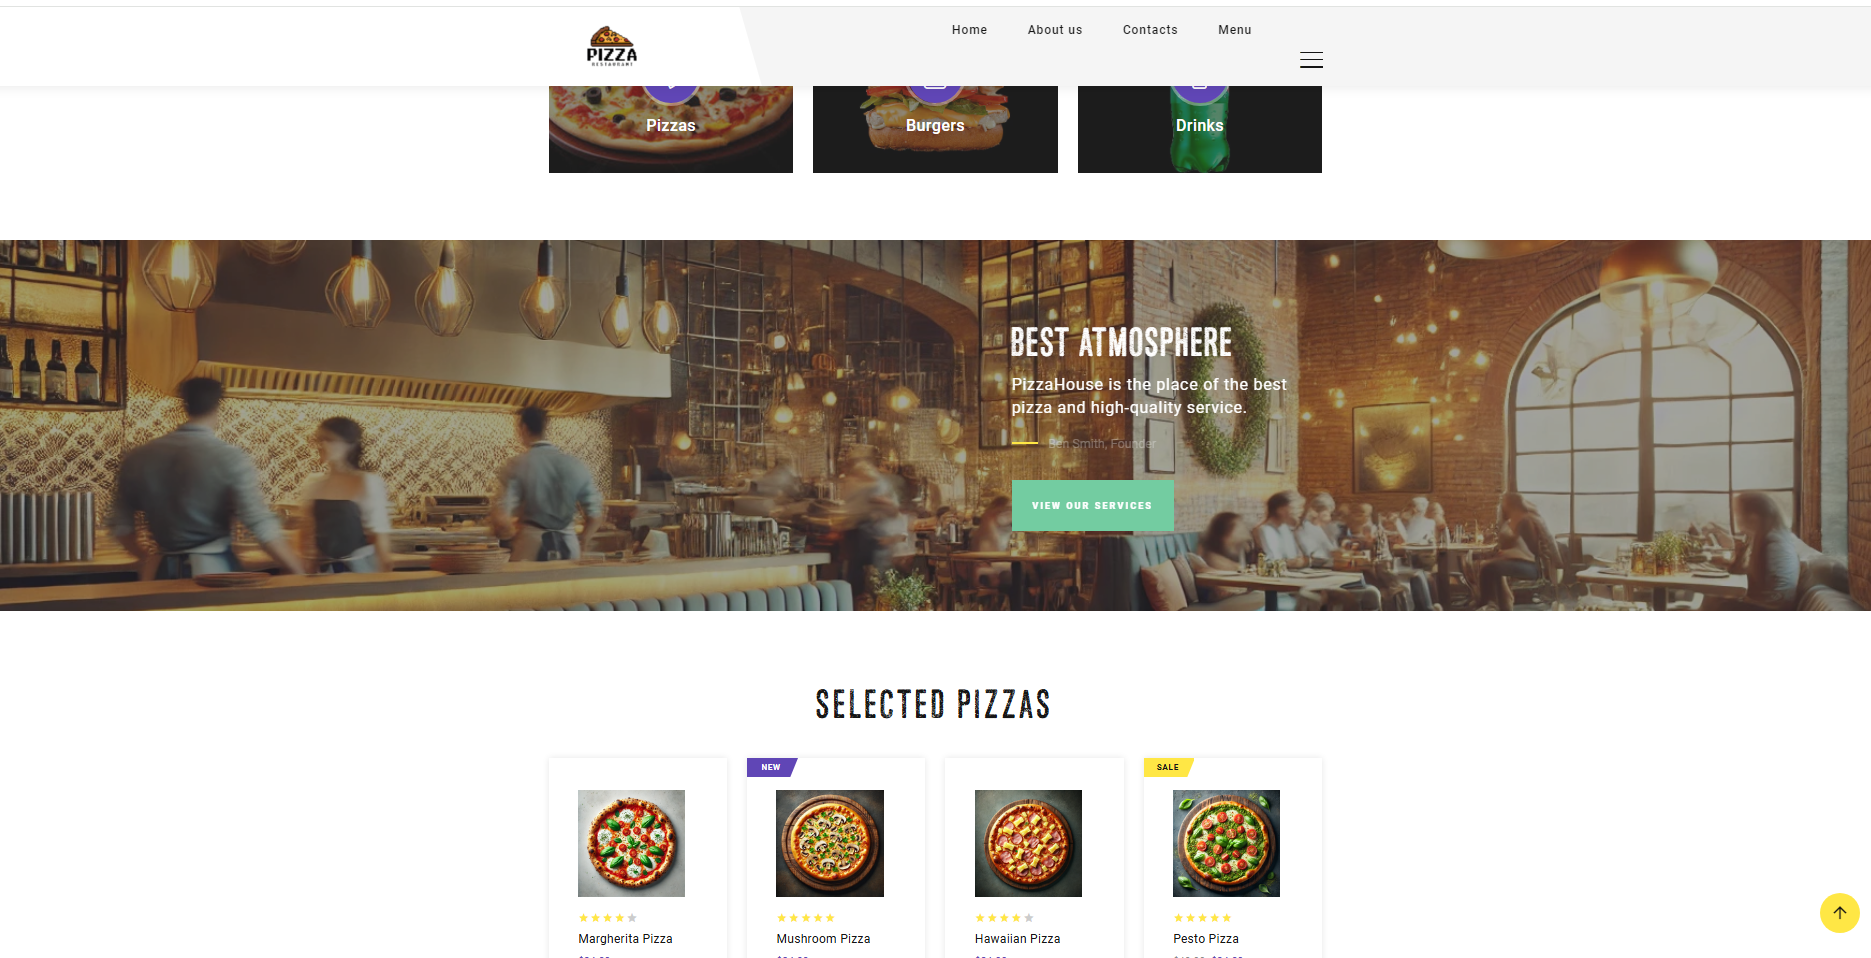 PIZZA
RESTAURANT
Home
About us
Contacts
Menu
Pizzas
Burgers
Drinks
BEST ATMOSPHERE
PizzaHouse is the place of the best
pizza and high-quality service.
Ben Smith, Founder
VIEW OUR SERVICES
SELECTED PIZZAS
NEW
SALE
Margherita Pizza
Mushroom Pizza
Hawaiian Pizza
Pesto Pizza